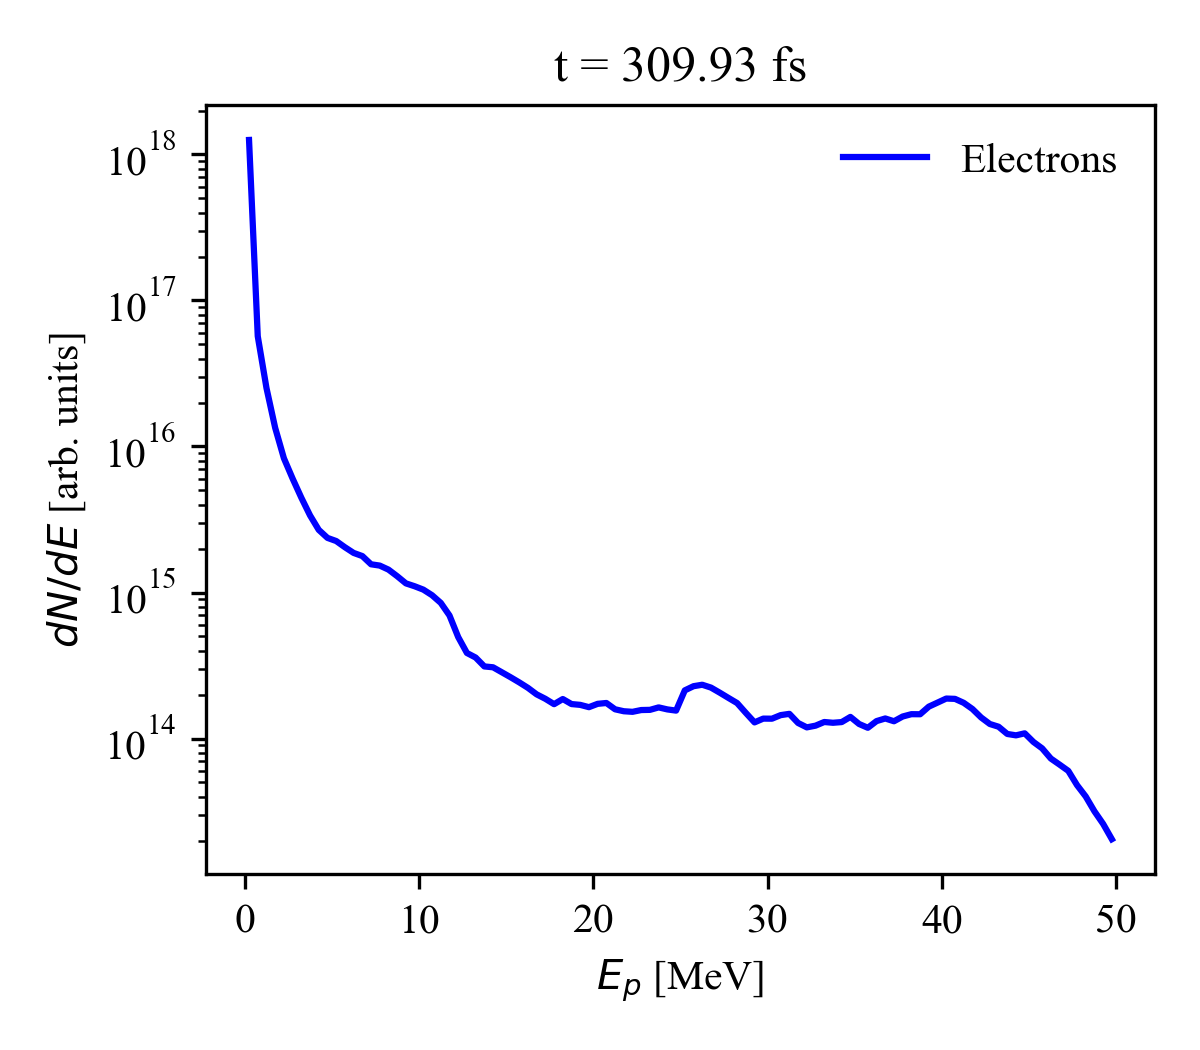 t = 309.93 fs
Electrons
dN/dE [arb. units]
10^18
10^17
10^16
10^15
10^14
0 10 20 30 40 50
E_p [MeV]